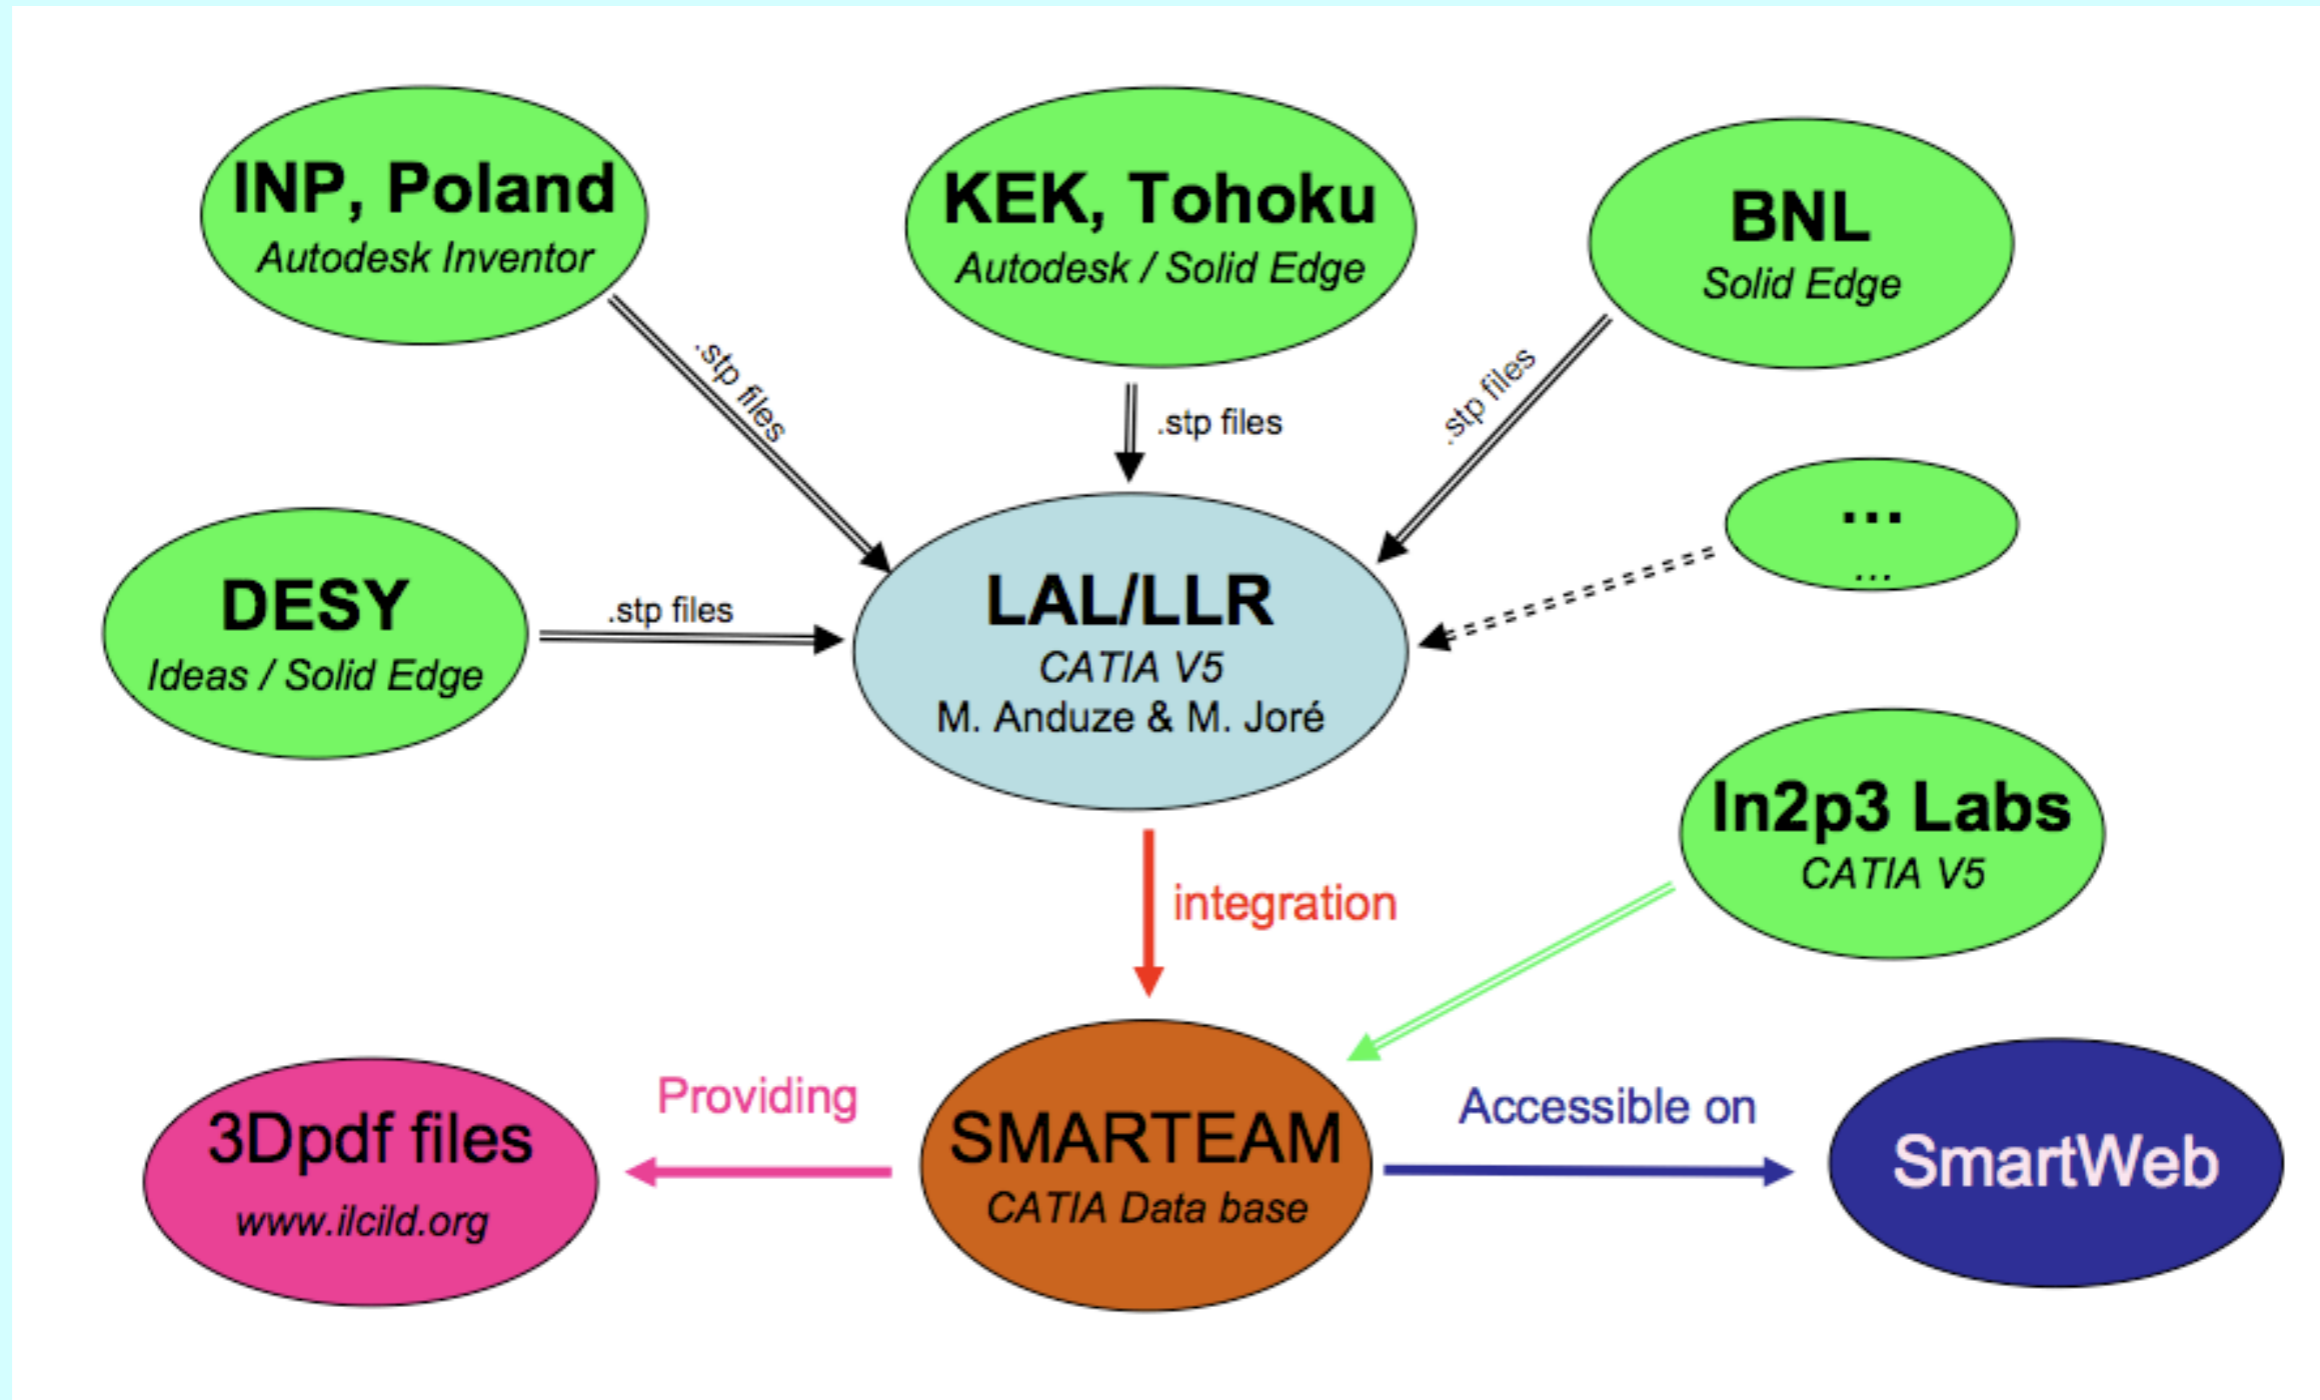 INP, Poland
Autodesk Inventor
KEK, Tohoku
Autodesk / Solid Edge
BNL
Solid Edge
.stp files
.stp files
.stp files
...
...
DESY
Ideas / Solid Edge
.stp files
LAL/LLR
CATIA V5
M. Anduze & M. Joré
In2p3 Labs
CATIA V5
integration
3Dpdf files
www.ilcild.org
Providing
SMARTEAM
CATIA Data base
Accessible on
SmartWeb